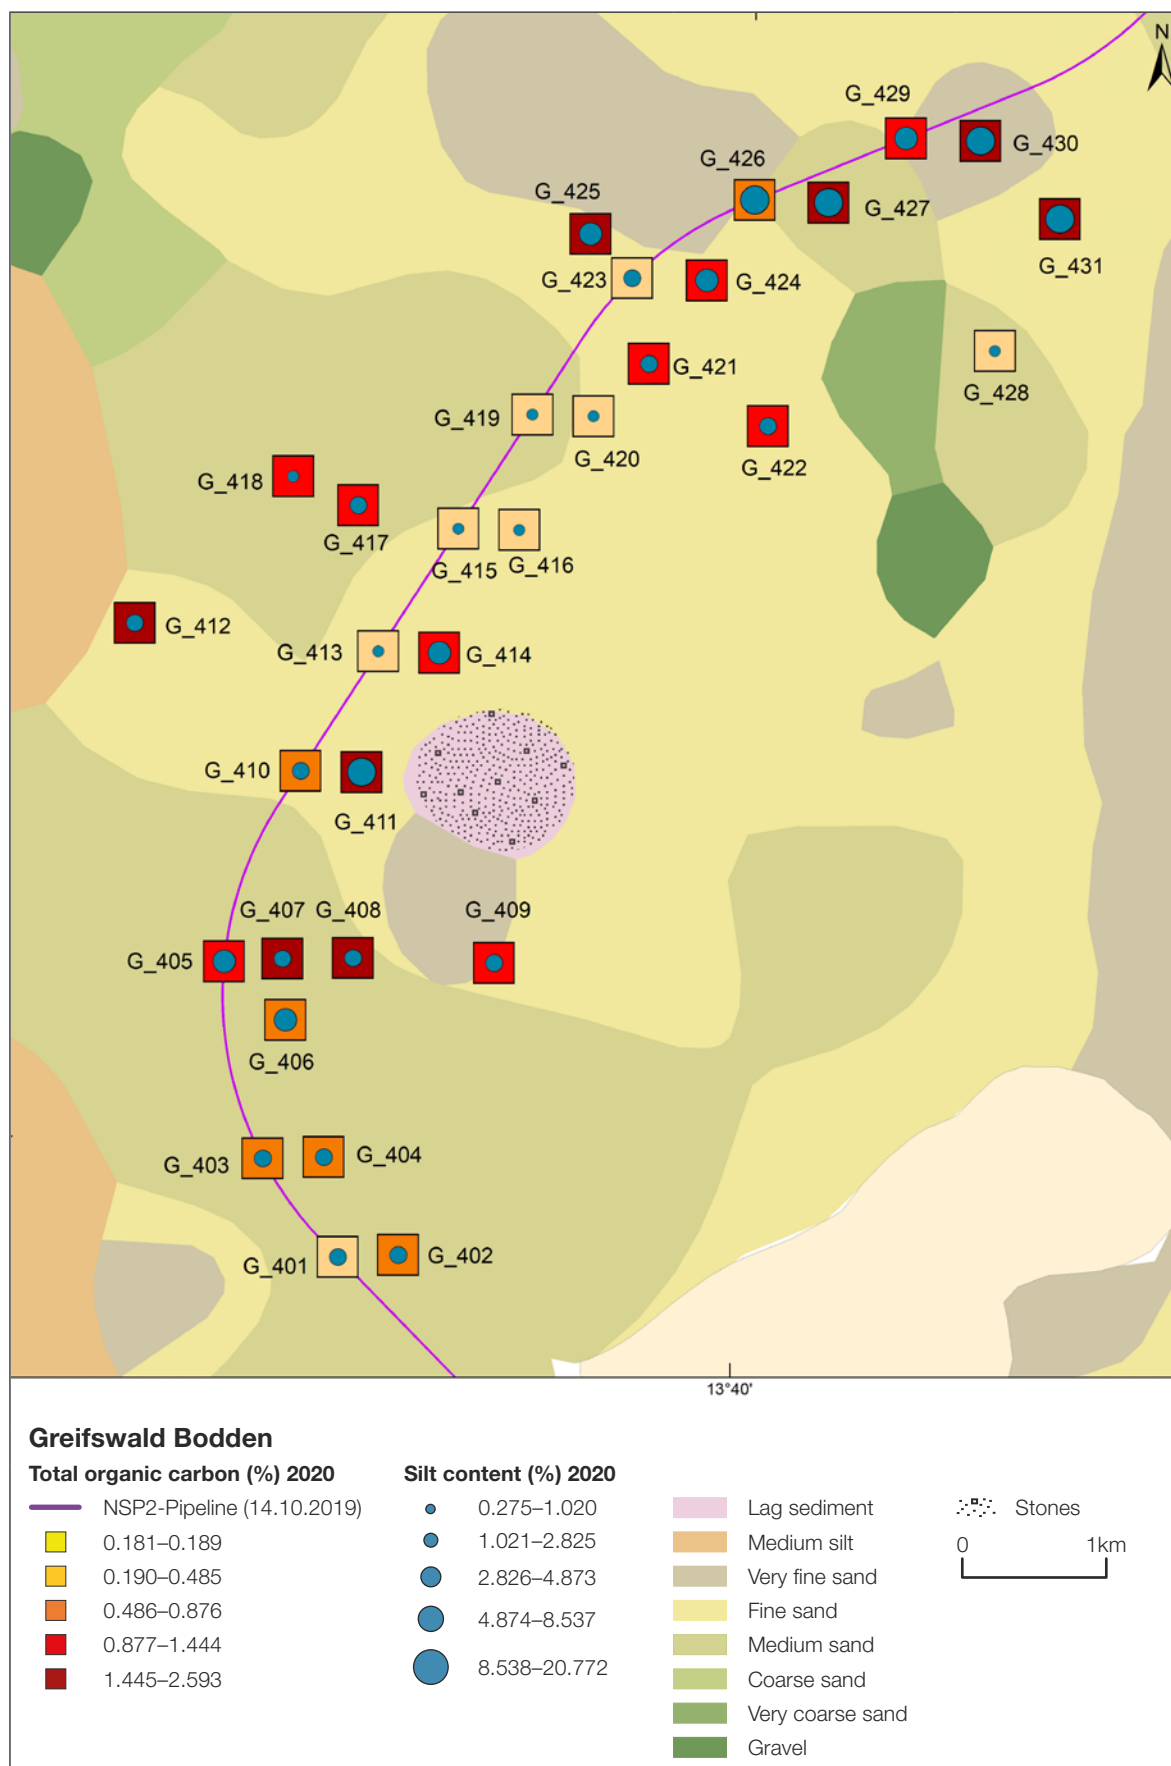 N
G_429
G_430
G_426
G_425
G_427
G_431
G_423
G_424
G_421
G_428
G_419
G_420
G_422
G_418
G_417
G_415
G_416
G_412
G_413
G_414
G_410
G_411
G_407
G_408
G_409
G_405
G_406
G_403
G_404
G_401
G_402
13°40'
Greifswald Bodden
Total organic carbon (%) 2020
NSP2-Pipeline (14.10.2019)
0.181–0.189
0.190–0.485
0.486–0.876
0.877–1.444
1.445–2.593
Silt content (%) 2020
0.275–1.020
1.021–2.825
2.826–4.873
4.874–8.537
8.538–20.772
Lag sediment
Medium silt
Very fine sand
Fine sand
Medium sand
Coarse sand
Very coarse sand
Gravel
Stones
0 1km